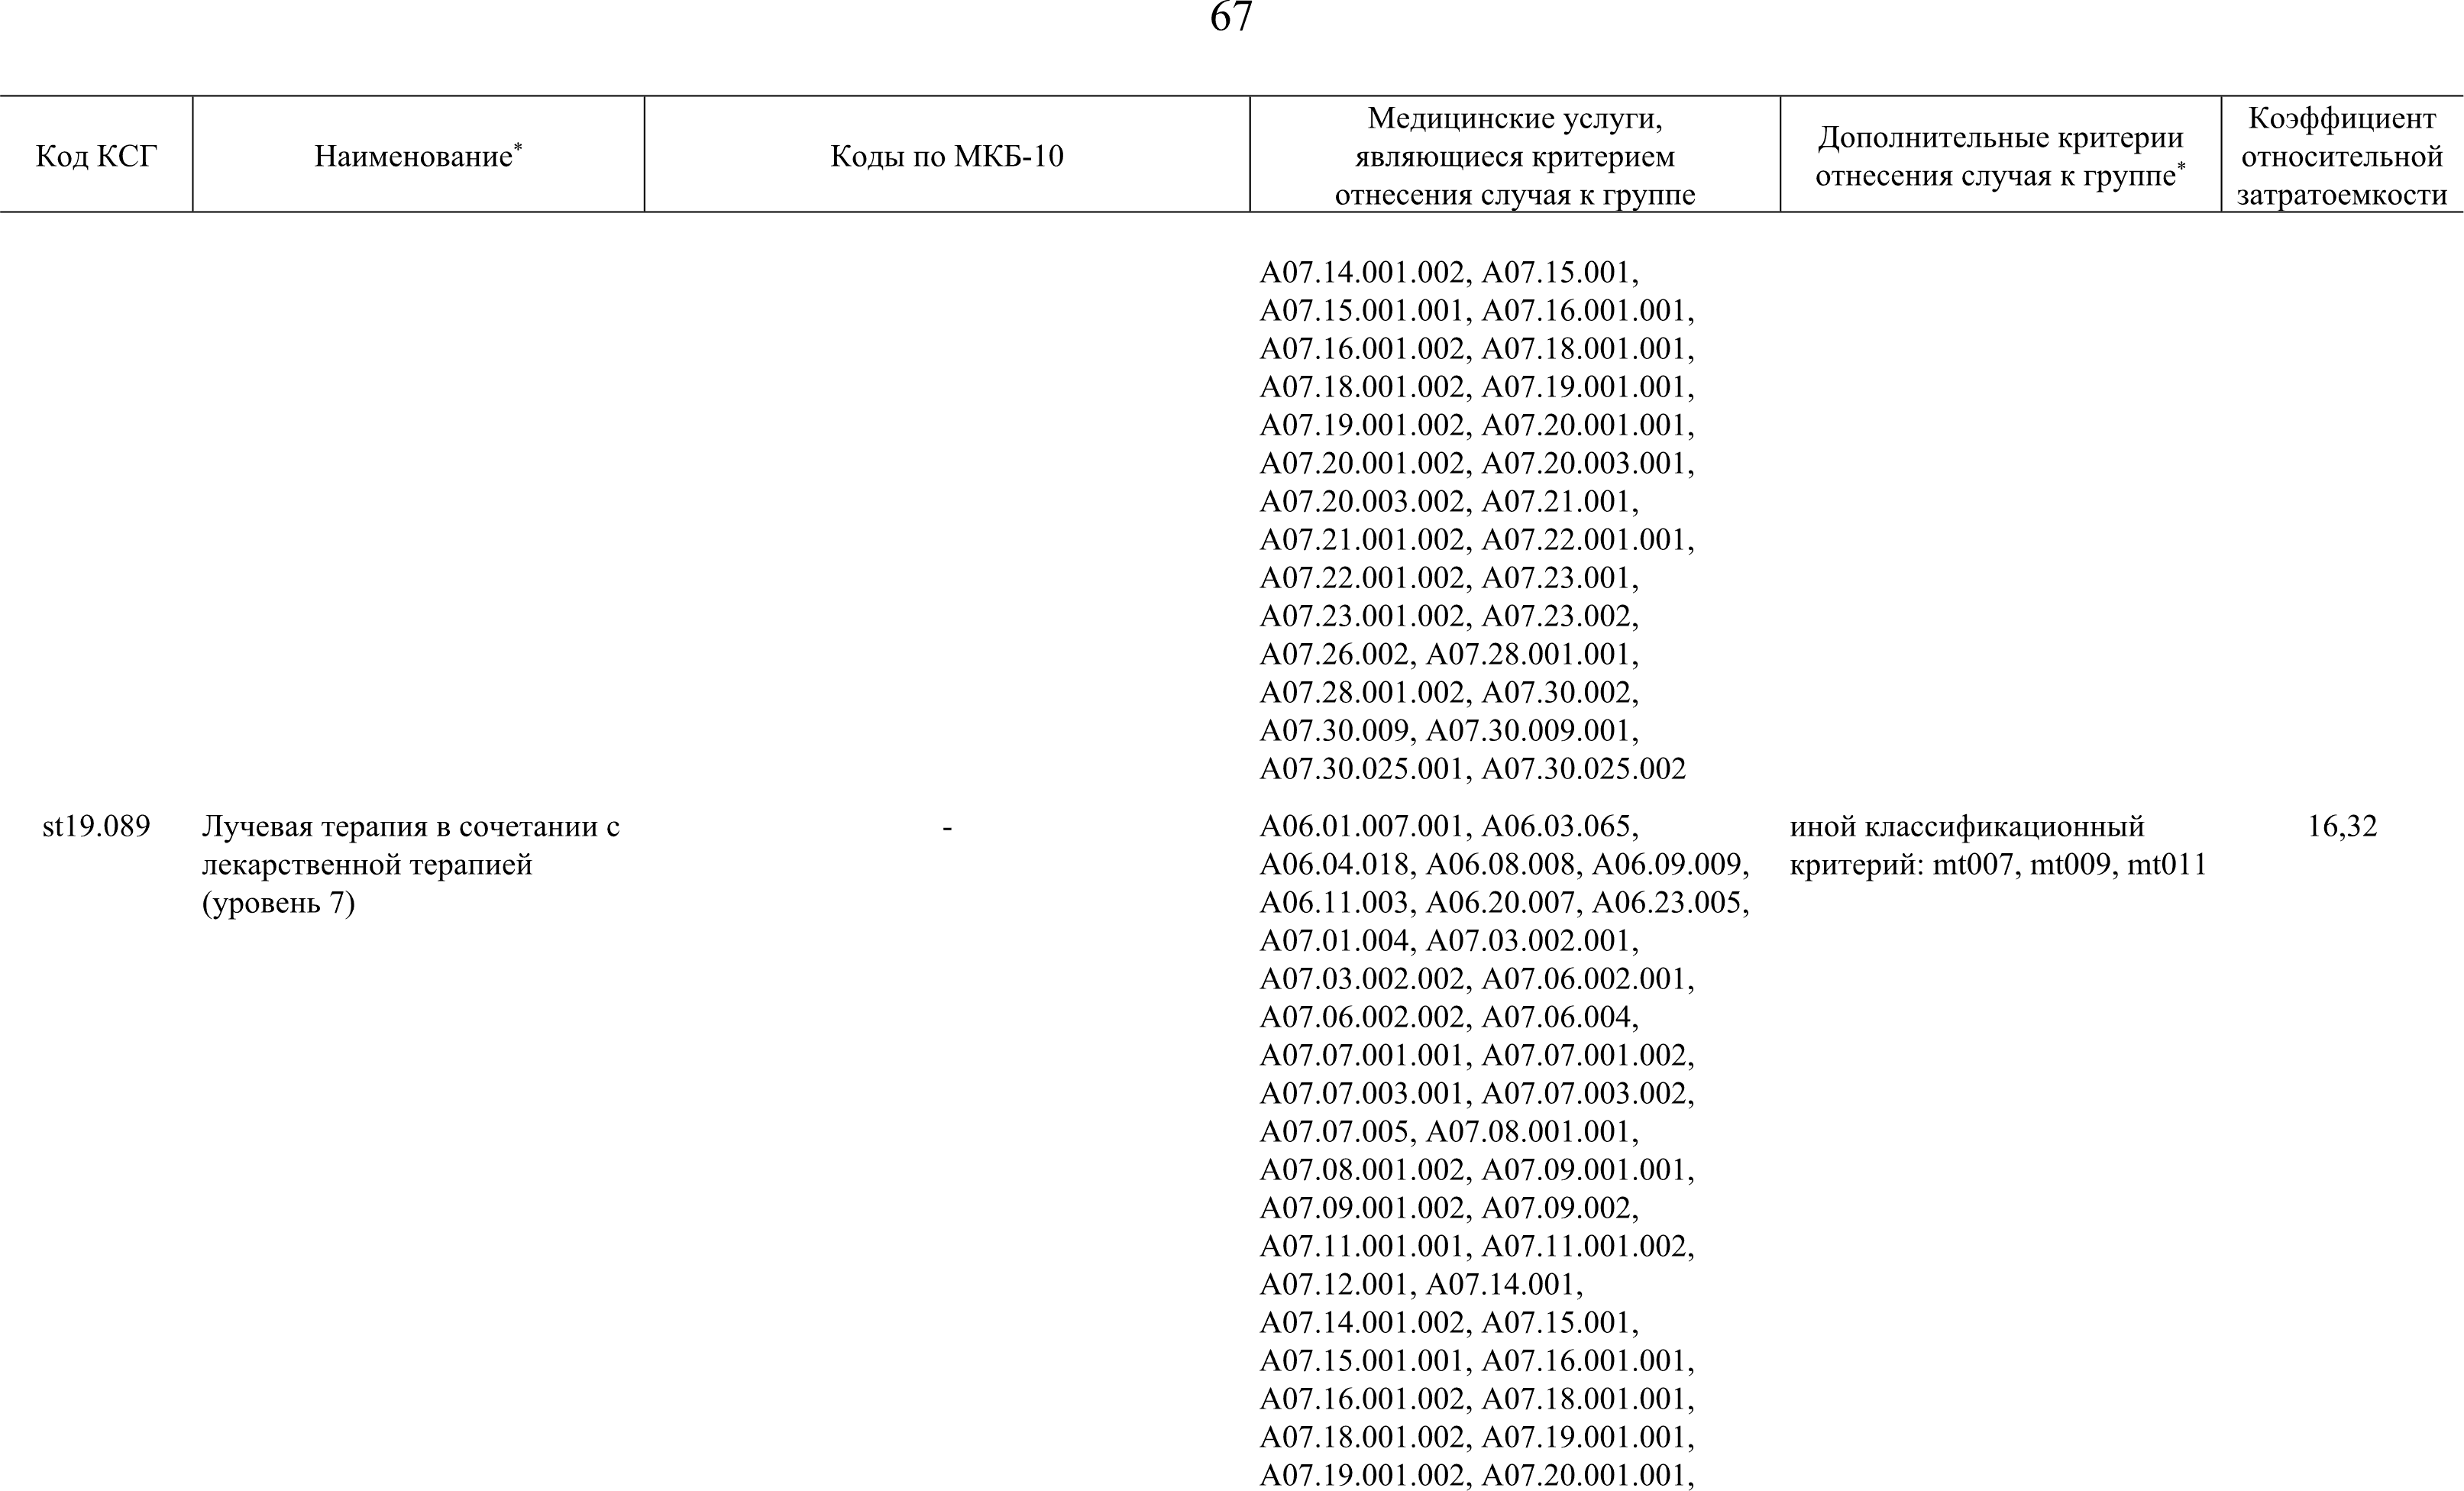 67
Код КСГ
Наименование*
Коды по МКБ-10
Медицинские услуги,
являющиеся критерием
отнесения случая к группе
Дополнительные критерии
отнесения случая к группе*
Коэффициент
относительной
затратоемкости
A07.14.001.002, A07.15.001,
A07.15.001.001, A07.16.001.001,
A07.16.001.002, A07.18.001.001,
A07.18.001.002, A07.19.001.001,
A07.19.001.002, A07.20.001.001,
A07.20.001.002, A07.20.003.001,
A07.20.003.002, A07.21.001,
A07.21.001.002, A07.22.001.001,
A07.22.001.002, A07.23.001,
A07.23.001.002, A07.23.002,
A07.26.002, A07.28.001.001,
A07.28.001.002, A07.30.002,
A07.30.009, A07.30.009.001,
A07.30.025.001, A07.30.025.002
st19.089
Лучевая терапия в сочетании с
лекарственной терапией
(уровень 7)
-
A06.01.007.001, A06.03.065,
A06.04.018, A06.08.008, A06.09.009,
A06.11.003, A06.20.007, A06.23.005,
A07.01.004, A07.03.002.001,
A07.03.002.002, A07.06.002.001,
A07.06.002.002, A07.06.004,
A07.07.001.001, A07.07.001.002,
A07.07.003.001, A07.07.003.002,
A07.07.005, A07.08.001.001,
A07.08.001.002, A07.09.001.001,
A07.09.001.002, A07.09.002,
A07.11.001.001, A07.11.001.002,
A07.12.001, A07.14.001,
A07.14.001.002, A07.15.001,
A07.15.001.001, A07.16.001.001,
A07.16.001.002, A07.18.001.001,
A07.18.001.002, A07.19.001.001,
A07.19.001.002, A07.20.001.001,
иной классификационный
критерий: mt007, mt009, mt011
16,32